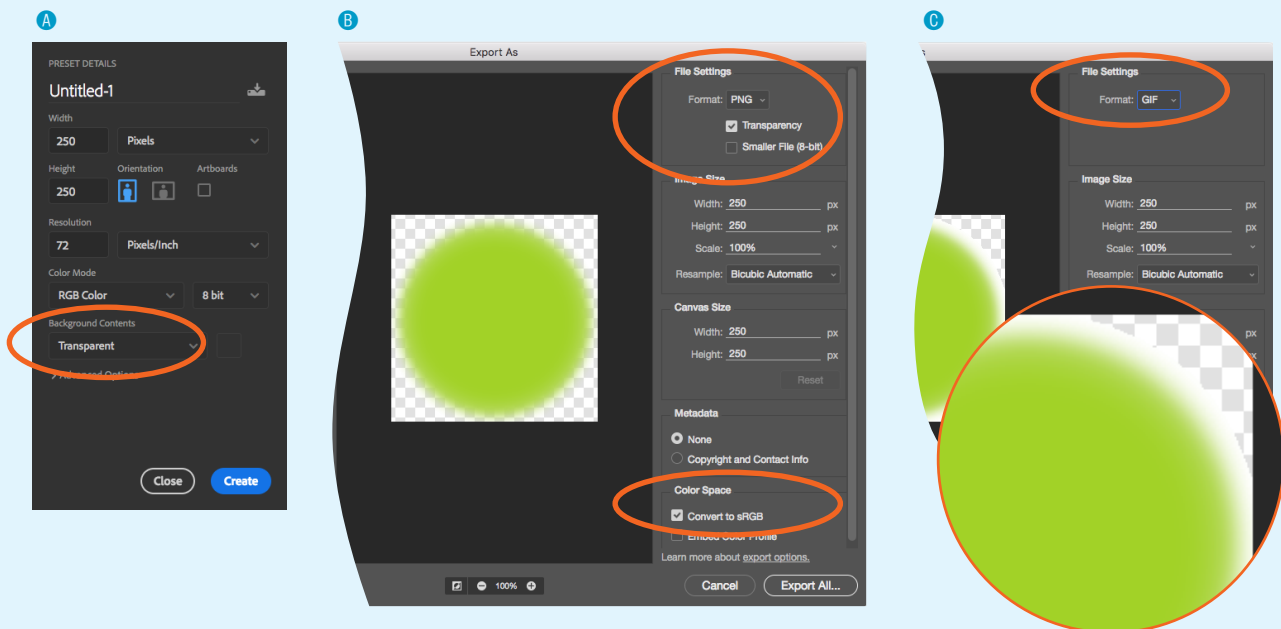 A
PRESET DETAILS
Untitled-1
Width
250 Pixels
Height Orientation Artboards
250
Resolution
72 Pixels/Inch
Color Mode
RGB Color 8 bit
Background Contents
Transparent
Advanced Options
Close Create
B
Export As
File Settings
Format: PNG
Transparency
Smaller File (8-bit)
Image Size
Width: 250 px
Height: 250 px
Scale: 100%
Resample: Bicubic Automatic
Canvas Size
Width: 250 px
Height: 250 px
Reset
Metadata
None
Copyright and Contact Info
Color Space
Convert to sRGB
Embed Color Profile
Learn more about export options.
100%
Cancel Export All...
C
s
File Settings
Format: GIF
Image Size
Width: 250 px
Height: 250 px
Scale: 100%
Resample: Bicubic Automatic
px